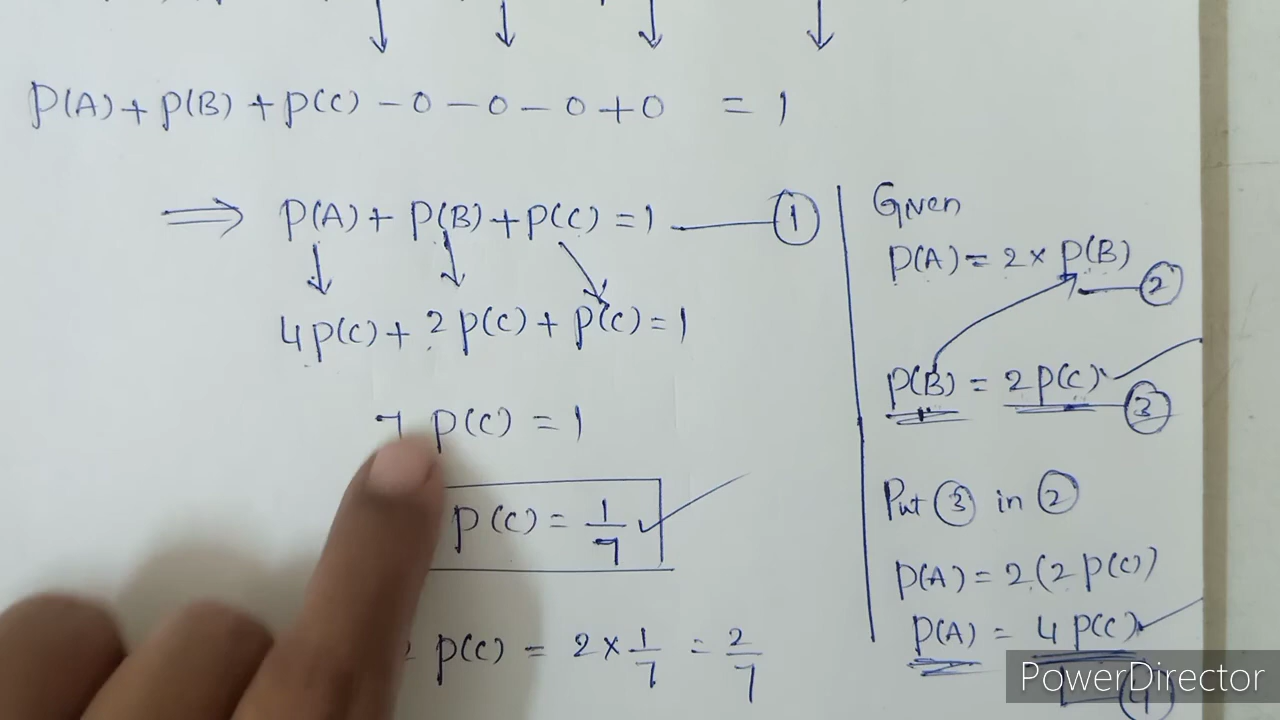 P(A) + P(B) + P(C) - 0 - 0 - 0 + 0 = 1
⟹ P(A) + P(B) + P(C) = 1 — ①
4P(C) + 2P(C) + P(C) = 1
7 P(C) = 1
P(C) = 1/7 ✓
P(C) = 2 × 1/7 = 2/7
Given
P(A) = 2 × P(B) — ②
P(B) = 2P(C) — ③
Put ③ in ②
P(A) = 2(2P(C))
P(A) = 4P(C)
④
PowerDirector